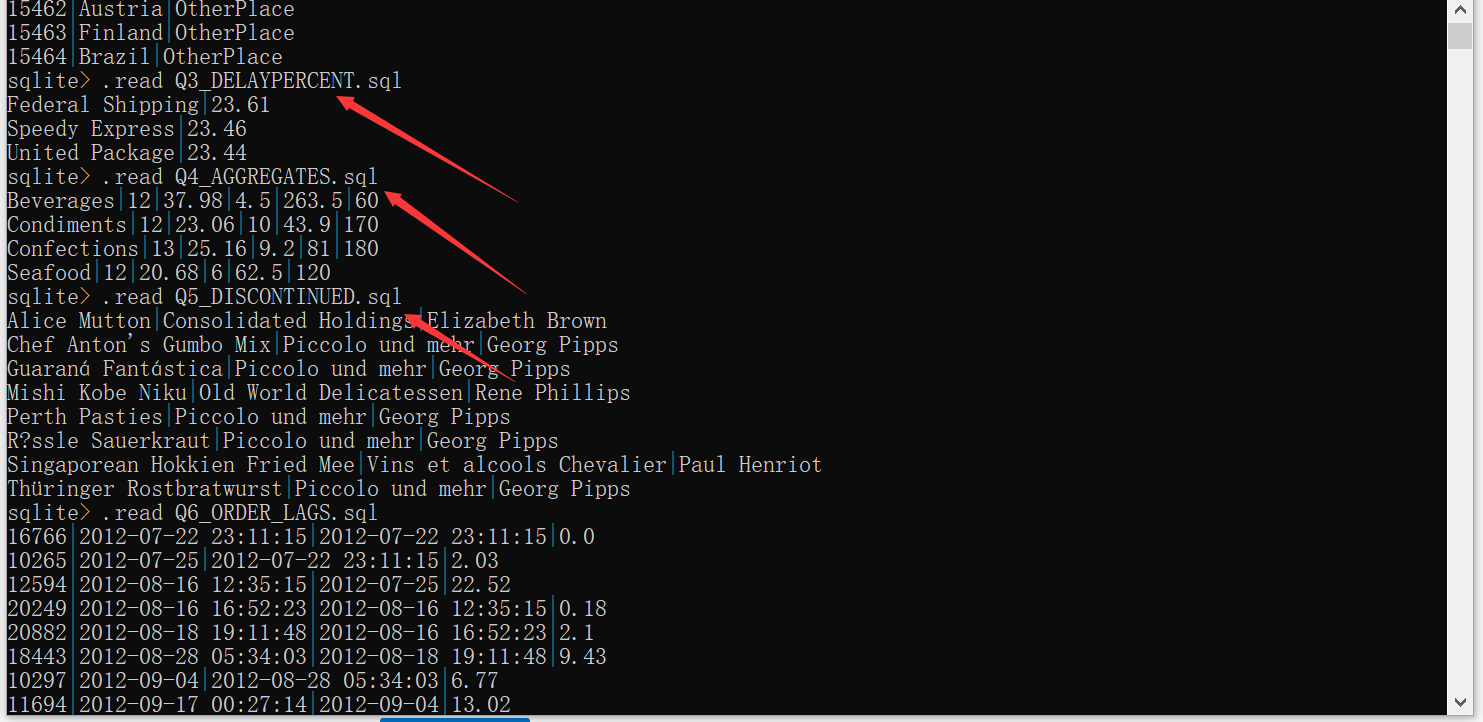 15462|Austria|OtherPlace
15463|Finland|OtherPlace
15464|Brazil|OtherPlace
sqlite> .read Q3_DELAYPERCENT.sql
Federal Shipping|23.61
Speedy Express|23.46
United Package|23.44
sqlite> .read Q4_AGGREGATES.sql
Beverages|12|37.98|4.5|263.5|60
Condiments|12|23.06|10|43.9|170
Confections|13|25.16|9.2|81|180
Seafood|12|20.68|6|62.5|120
sqlite> .read Q5_DISCONTINUED.sql
Alice Mutton|Consolidated Holdings|Elizabeth Brown
Chef Anton's Gumbo Mix|Piccolo und mehr|Georg Pipps
Guaraná Fantástica|Piccolo und mehr|Georg Pipps
Mishi Kobe Niku|Old World Delicatessen|Rene Phillips
Perth Pasties|Piccolo und mehr|Georg Pipps
R?ssle Sauerkraut|Piccolo und mehr|Georg Pipps
Singaporean Hokkien Fried Mee|Vins et alcools Chevalier|Paul Henriot
Thüringer Rostbratwurst|Piccolo und mehr|Georg Pipps
sqlite> .read Q6_ORDER_LAGS.sql
16766|2012-07-22 23:11:15|2012-07-22 23:11:15|0.0
10265|2012-07-25|2012-07-22 23:11:15|2.03
12594|2012-08-16 12:35:15|2012-07-25|22.52
20249|2012-08-16 16:52:23|2012-08-16 12:35:15|0.18
20882|2012-08-18 19:11:48|2012-08-16 16:52:23|2.1
18443|2012-08-28 05:34:03|2012-08-18 19:11:48|9.43
10297|2012-09-04|2012-08-28 05:34:03|6.77
11694|2012-09-17 00:27:14|2012-09-04|13.02